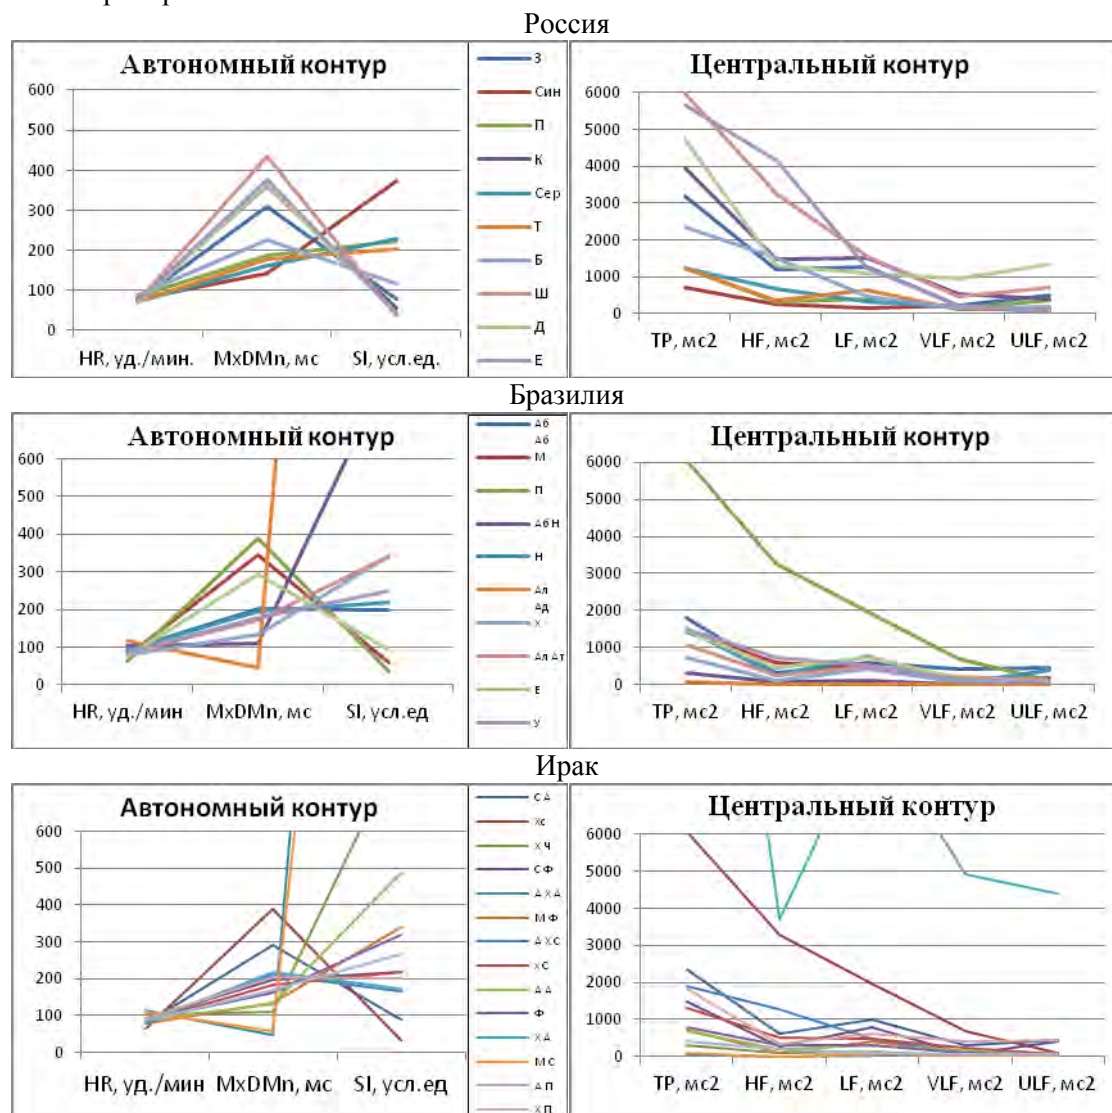 Россия
Автономный контур
600
500
400
300
200
100
0
HR, уд./мин. MxDMn, мс SI, усл.ед.
З
Син
П
К
Сер
Т
Б
Ш
Д
Е
Центральный контур
6000
5000
4000
3000
2000
1000
0
TP, мс2 HF, мс2 LF, мс2 VLF, мс2 ULF, мс2
Бразилия
Автономный контур
600
500
400
300
200
100
0
HR, уд./мин MxDMn, мс SI, усл.ед
Аб
Аб
М
П
Аб Н
Н
Ал
Ад
Х
Ал Ат
Е
У
Центральный контур
6000
5000
4000
3000
2000
1000
0
TP, мс2 HF, мс2 LF, мс2 VLF, мс2 ULF, мс2
Ирак
Автономный контур
600
500
400
300
200
100
0
HR, уд./мин MxDMn, мс SI, усл.ед
С А
Хс
Х Ч
С Ф
А Х А
М Ф
А Х С
Х С
А А
Ф
Х А
М С
А П
Х П
Центральный контур
6000
5000
4000
3000
2000
1000
0
TP, мс2 HF, мс2 LF, мс2 VLF, мс2 ULF, мс2